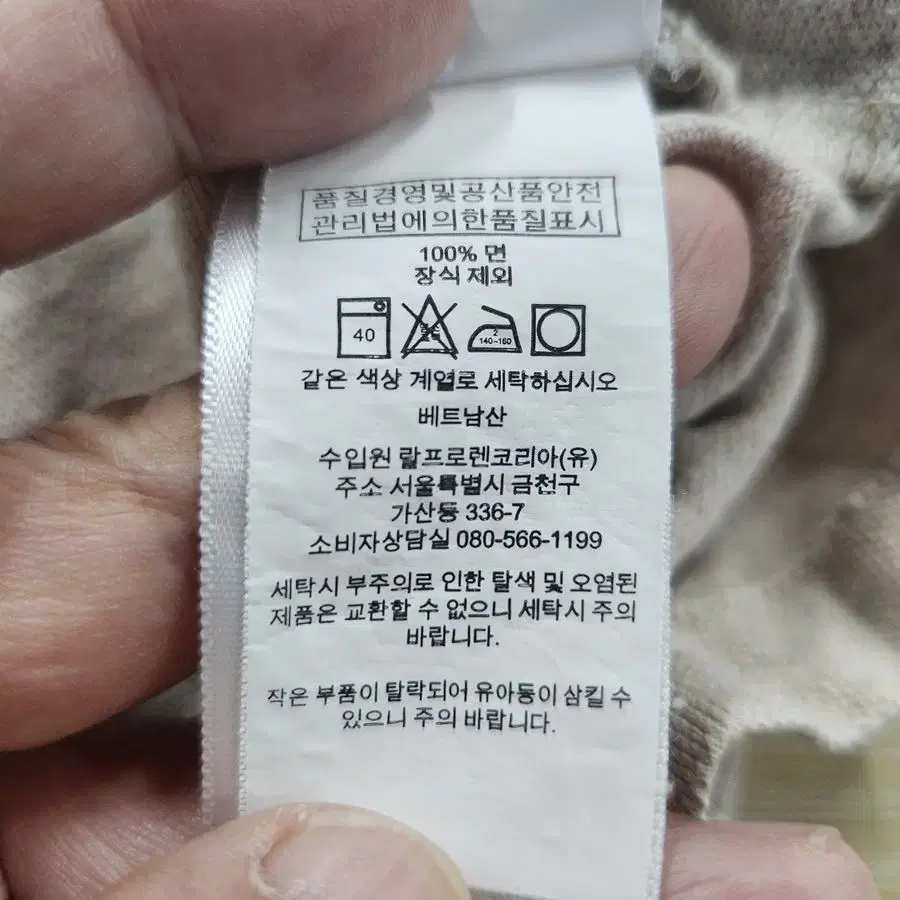 품질경영및공산품안전
관리법에의한품질표시
100% 면
장식 제외
40
2
140~160
같은 색상 계열로 세탁하십시오
베트남산
수입원 랄프로렌코리아(유)
주소 서울특별시 금천구
가산동 336-7
소비자상담실 080-566-1199
세탁시 부주의로 인한 탈색 및 오염된
제품은 교환할 수 없으니 세탁시 주의
바랍니다.
작은 부품이 탈락되어 유아동이 삼킬 수
있으니 주의 바랍니다.